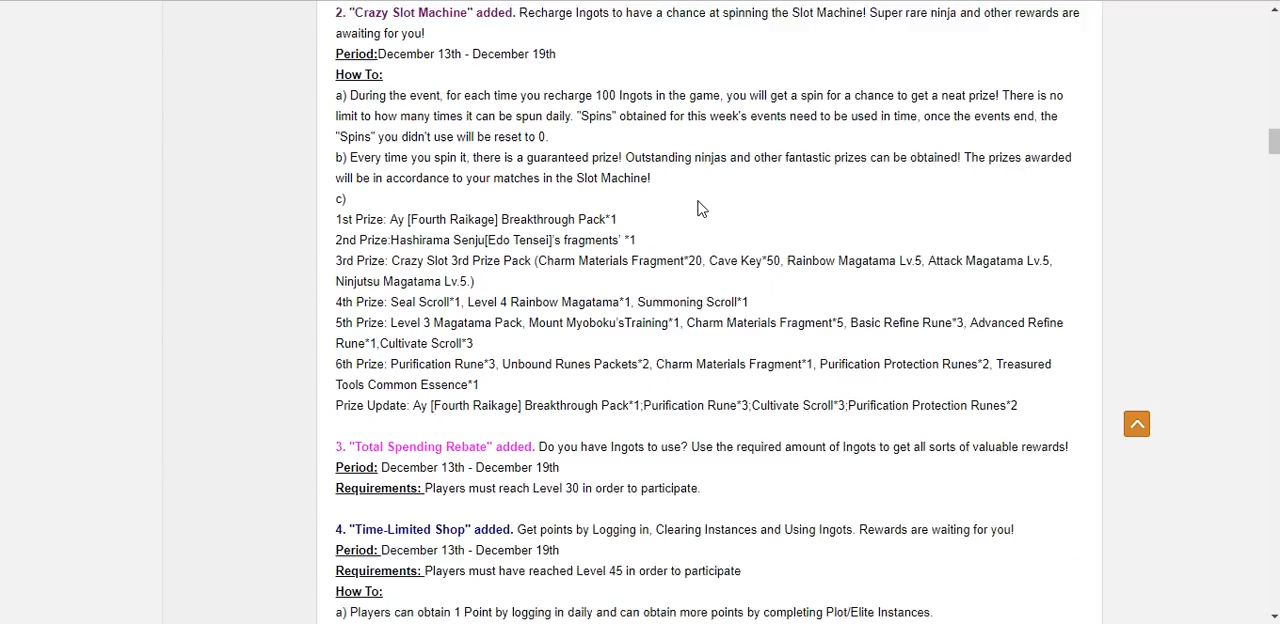 2. "Crazy Slot Machine" added. Recharge Ingots to have a chance at spinning the Slot Machine! Super rare ninja and other rewards are
awaiting for you!
Period:December 13th - December 19th
How To:
a) During the event, for each time you recharge 100 Ingots in the game, you will get a spin for a chance to get a neat prize! There is no
limit to how many times it can be spun daily. "Spins" obtained for this week's events need to be used in time, once the events end, the
"Spins" you didn't use will be reset to 0.
b) Every time you spin it, there is a guaranteed prize! Outstanding ninjas and other fantastic prizes can be obtained! The prizes awarded
will be in accordance to your matches in the Slot Machine!
c)
1st Prize: Ay [Fourth Raikage] Breakthrough Pack*1
2nd Prize:Hashirama Senju[Edo Tensei]'s fragments' *1
3rd Prize: Crazy Slot 3rd Prize Pack (Charm Materials Fragment*20, Cave Key*50, Rainbow Magatama Lv.5, Attack Magatama Lv.5,
Ninjutsu Magatama Lv.5.)
4th Prize: Seal Scroll*1, Level 4 Rainbow Magatama*1, Summoning Scroll*1
5th Prize: Level 3 Magatama Pack, Mount Myoboku'sTraining*1, Charm Materials Fragment*5, Basic Refine Rune*3, Advanced Refine
Rune*1,Cultivate Scroll*3
6th Prize: Purification Rune*3, Unbound Runes Packets*2, Charm Materials Fragment*1, Purification Protection Runes*2, Treasured
Tools Common Essence*1
Prize Update: Ay [Fourth Raikage] Breakthrough Pack*1;Purification Rune*3;Cultivate Scroll*3;Purification Protection Runes*2
3. "Total Spending Rebate" added. Do you have Ingots to use? Use the required amount of Ingots to get all sorts of valuable rewards!
Period: December 13th - December 19th
Requirements: Players must reach Level 30 in order to participate.
4. "Time-Limited Shop" added. Get points by Logging in, Clearing Instances and Using Ingots. Rewards are waiting for you!
Period: December 13th - December 19th
Requirements: Players must have reached Level 45 in order to participate
How To:
a) Players can obtain 1 Point by logging in daily and can obtain more points by completing Plot/Elite Instances.